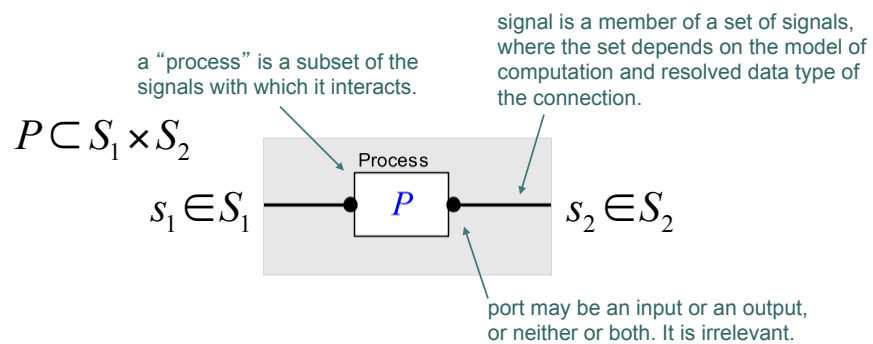 signal is a member of a set of signals,
where the set depends on the model of
computation and resolved data type of
the connection.
a “process” is a subset of the
signals with which it interacts.
P ⊂ S₁ × S₂
Process
s₁ ∈ S₁
P
s₂ ∈ S₂
port may be an input or an output,
or neither or both. It is irrelevant.